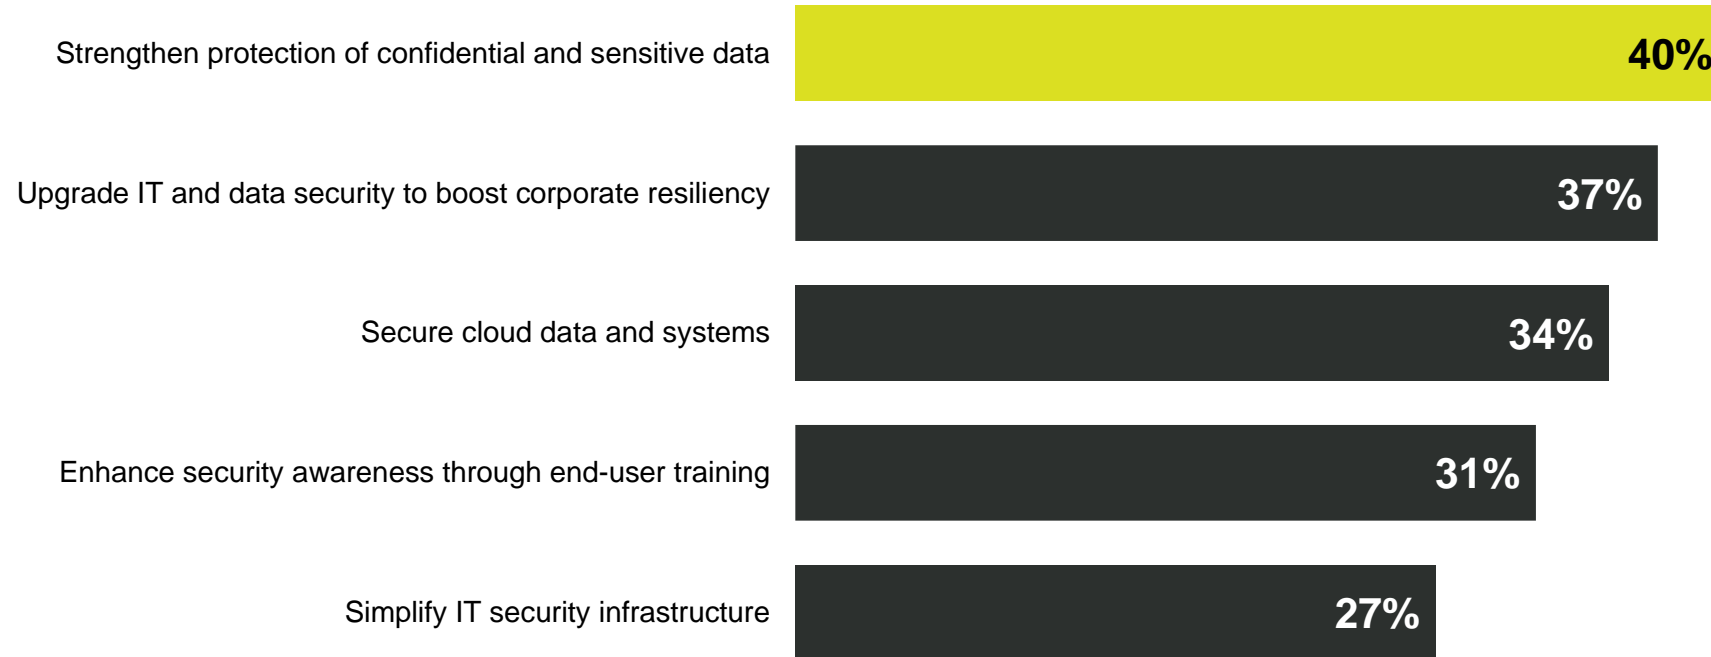 Strengthen protection of confidential and sensitive data 40%
Upgrade IT and data security to boost corporate resiliency 37%
Secure cloud data and systems 34%
Enhance security awareness through end-user training 31%
Simplify IT security infrastructure 27%